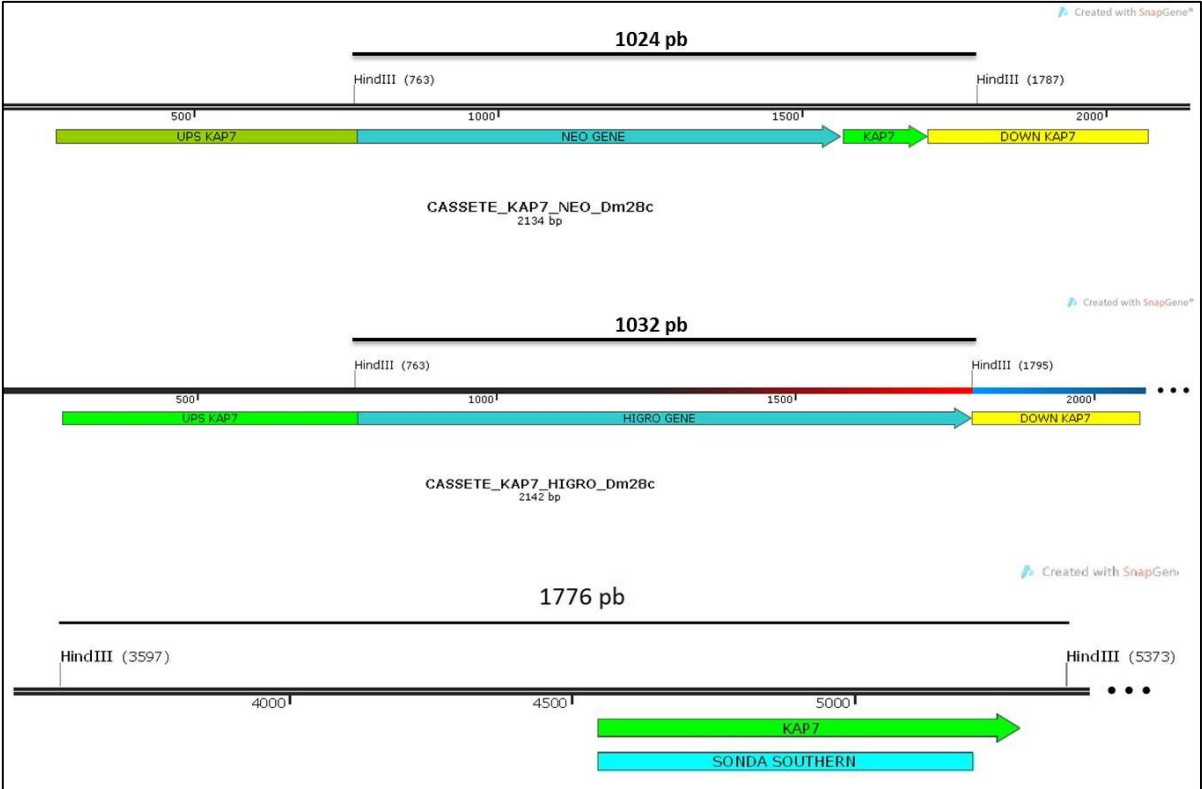 Created with SnapGene®
1024 pb
HindIII (763)
HindIII (1787)
500
1000
1500
2000
UPS KAP7
NEO GENE
KAP7
DOWN KAP7
CASSETE_KAP7_NEO_Dm28c
2134 bp
Created with SnapGene®
1032 pb
HindIII (763)
HindIII (1795)
500
1000
1500
2000
UPS KAP7
HIGRO GENE
DOWN KAP7
CASSETE_KAP7_HIGRO_Dm28c
2142 bp
Created with SnapGen
1776 pb
HindIII (3597)
HindIII (5373)
4000
4500
5000
KAP7
SONDA SOUTHERN